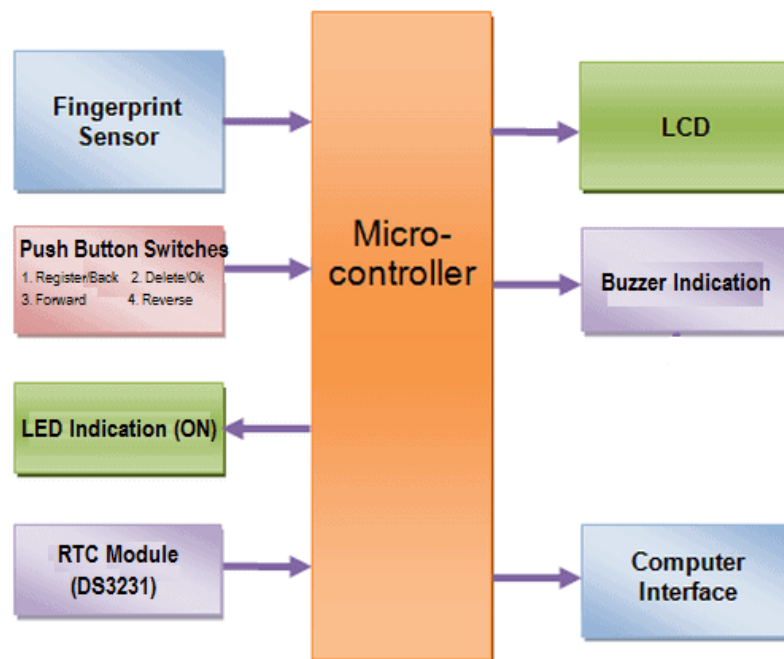 Fingerprint
Sensor
Push Button Switches
1. Register/Back 2. Delete/Ok
3. Forward 4. Reverse
LED Indication (ON)
RTC Module
(DS3231)
Micro-
controller
LCD
Buzzer Indication
Computer
Interface